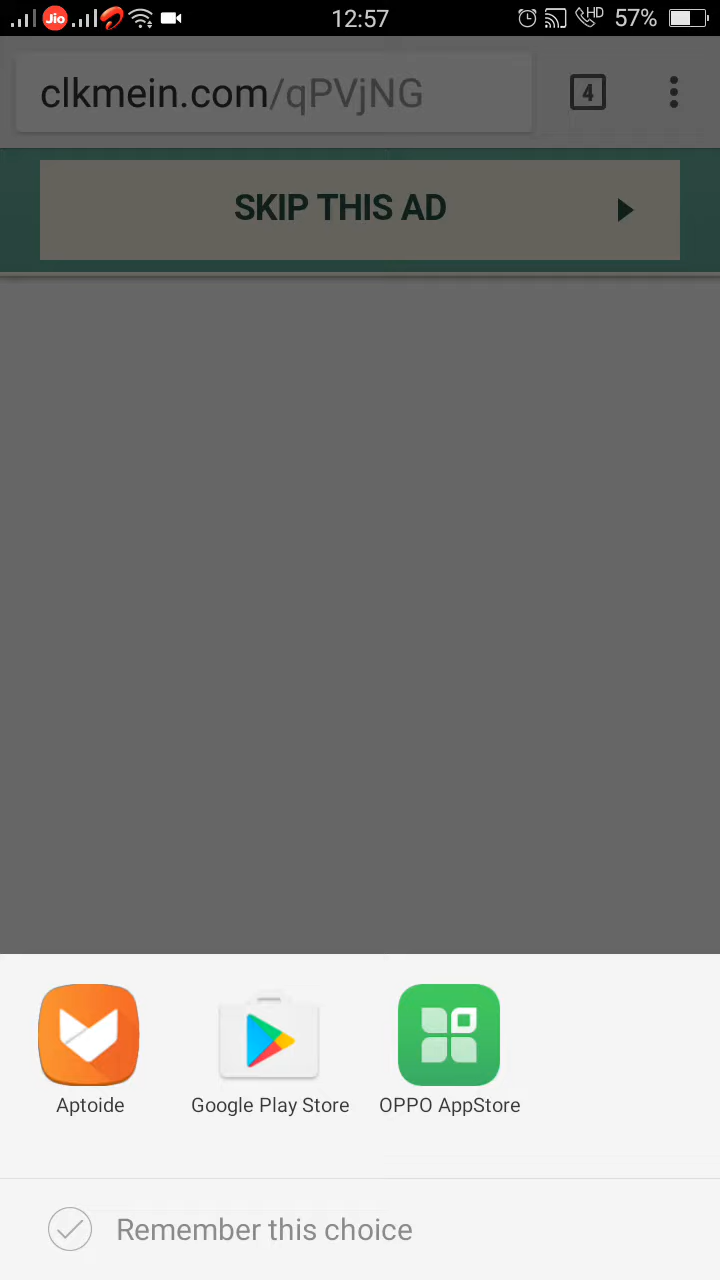 Jio 12:57 HD 57%
clkmein.com/qPVjNG 4
SKIP THIS AD
Aptoide Google Play Store OPPO AppStore
Remember this choice